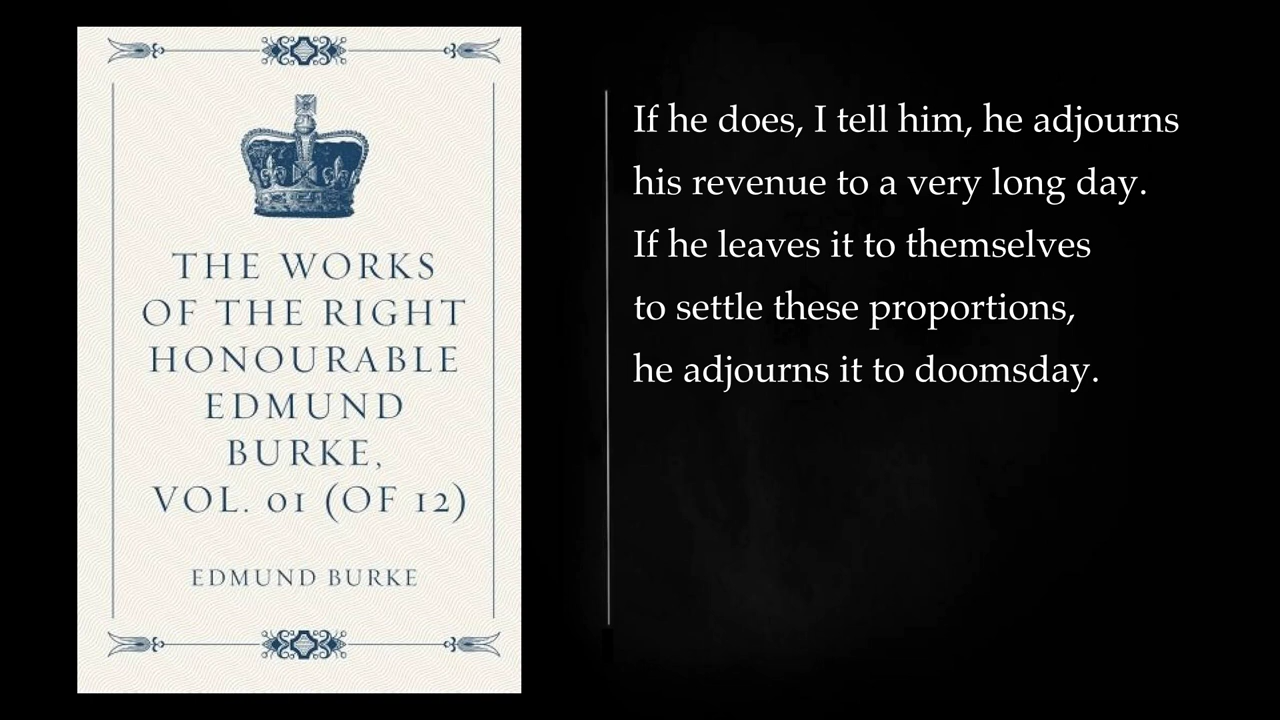 THE WORKS
OF THE RIGHT
HONOURABLE
EDMUND
BURKE,
VOL. 01 (OF 12)
EDMUND BURKE
If he does, I tell him, he adjourns
his revenue to a very long day.
If he leaves it to themselves
to settle these proportions,
he adjourns it to doomsday.